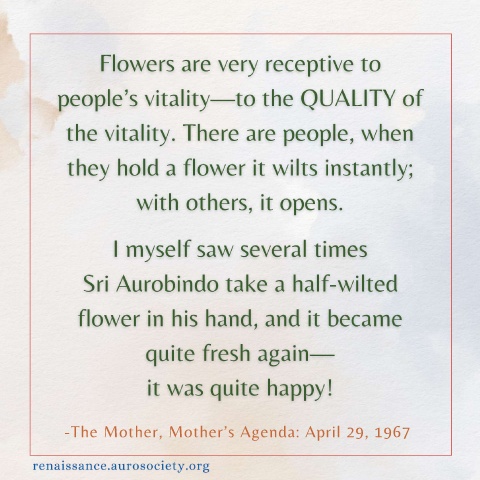 Flowers are very receptive to
people's vitality—to the QUALITY of
the vitality. There are people, when
they hold a flower it wilts instantly;
with others, it opens.
I myself saw several times
Sri Aurobindo take a half-wilted
flower in his hand, and it became
quite fresh again—
it was quite happy!
-The Mother, Mother's Agenda: April 29, 1967
renaissance.aurosociety.org